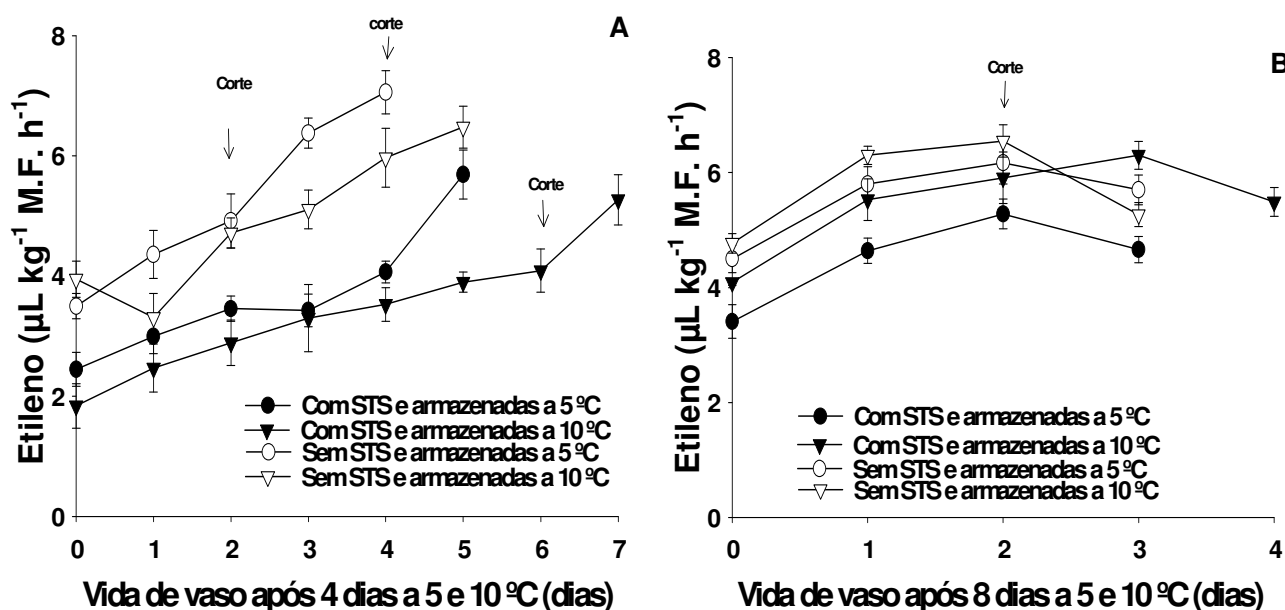 A
Etileno (µL kg⁻¹ M.F. h⁻¹)
8
6
4
2
0
Corte
corte
Corte
Com STS e armazenadas a 5 ºC
Com STS e armazenadas a 10 ºC
Sem STS e armazenadas a 5 ºC
Sem STS e armazenadas a 10 ºC
0 1 2 3 4 5 6 7
Vida de vaso após 4 dias a 5 e 10 ºC (dias)
B
Etileno (µL kg⁻¹ M.F. h⁻¹)
8
6
4
2
0
Corte
Com STS e armazenadas a 5 ºC
Com STS e armazenadas a 10 ºC
Sem STS e armazenadas a 5 ºC
Sem STS e armazenadas a 10 ºC
0 1 2 3 4
Vida de vaso após 8 dias a 5 e 10 ºC (dias)